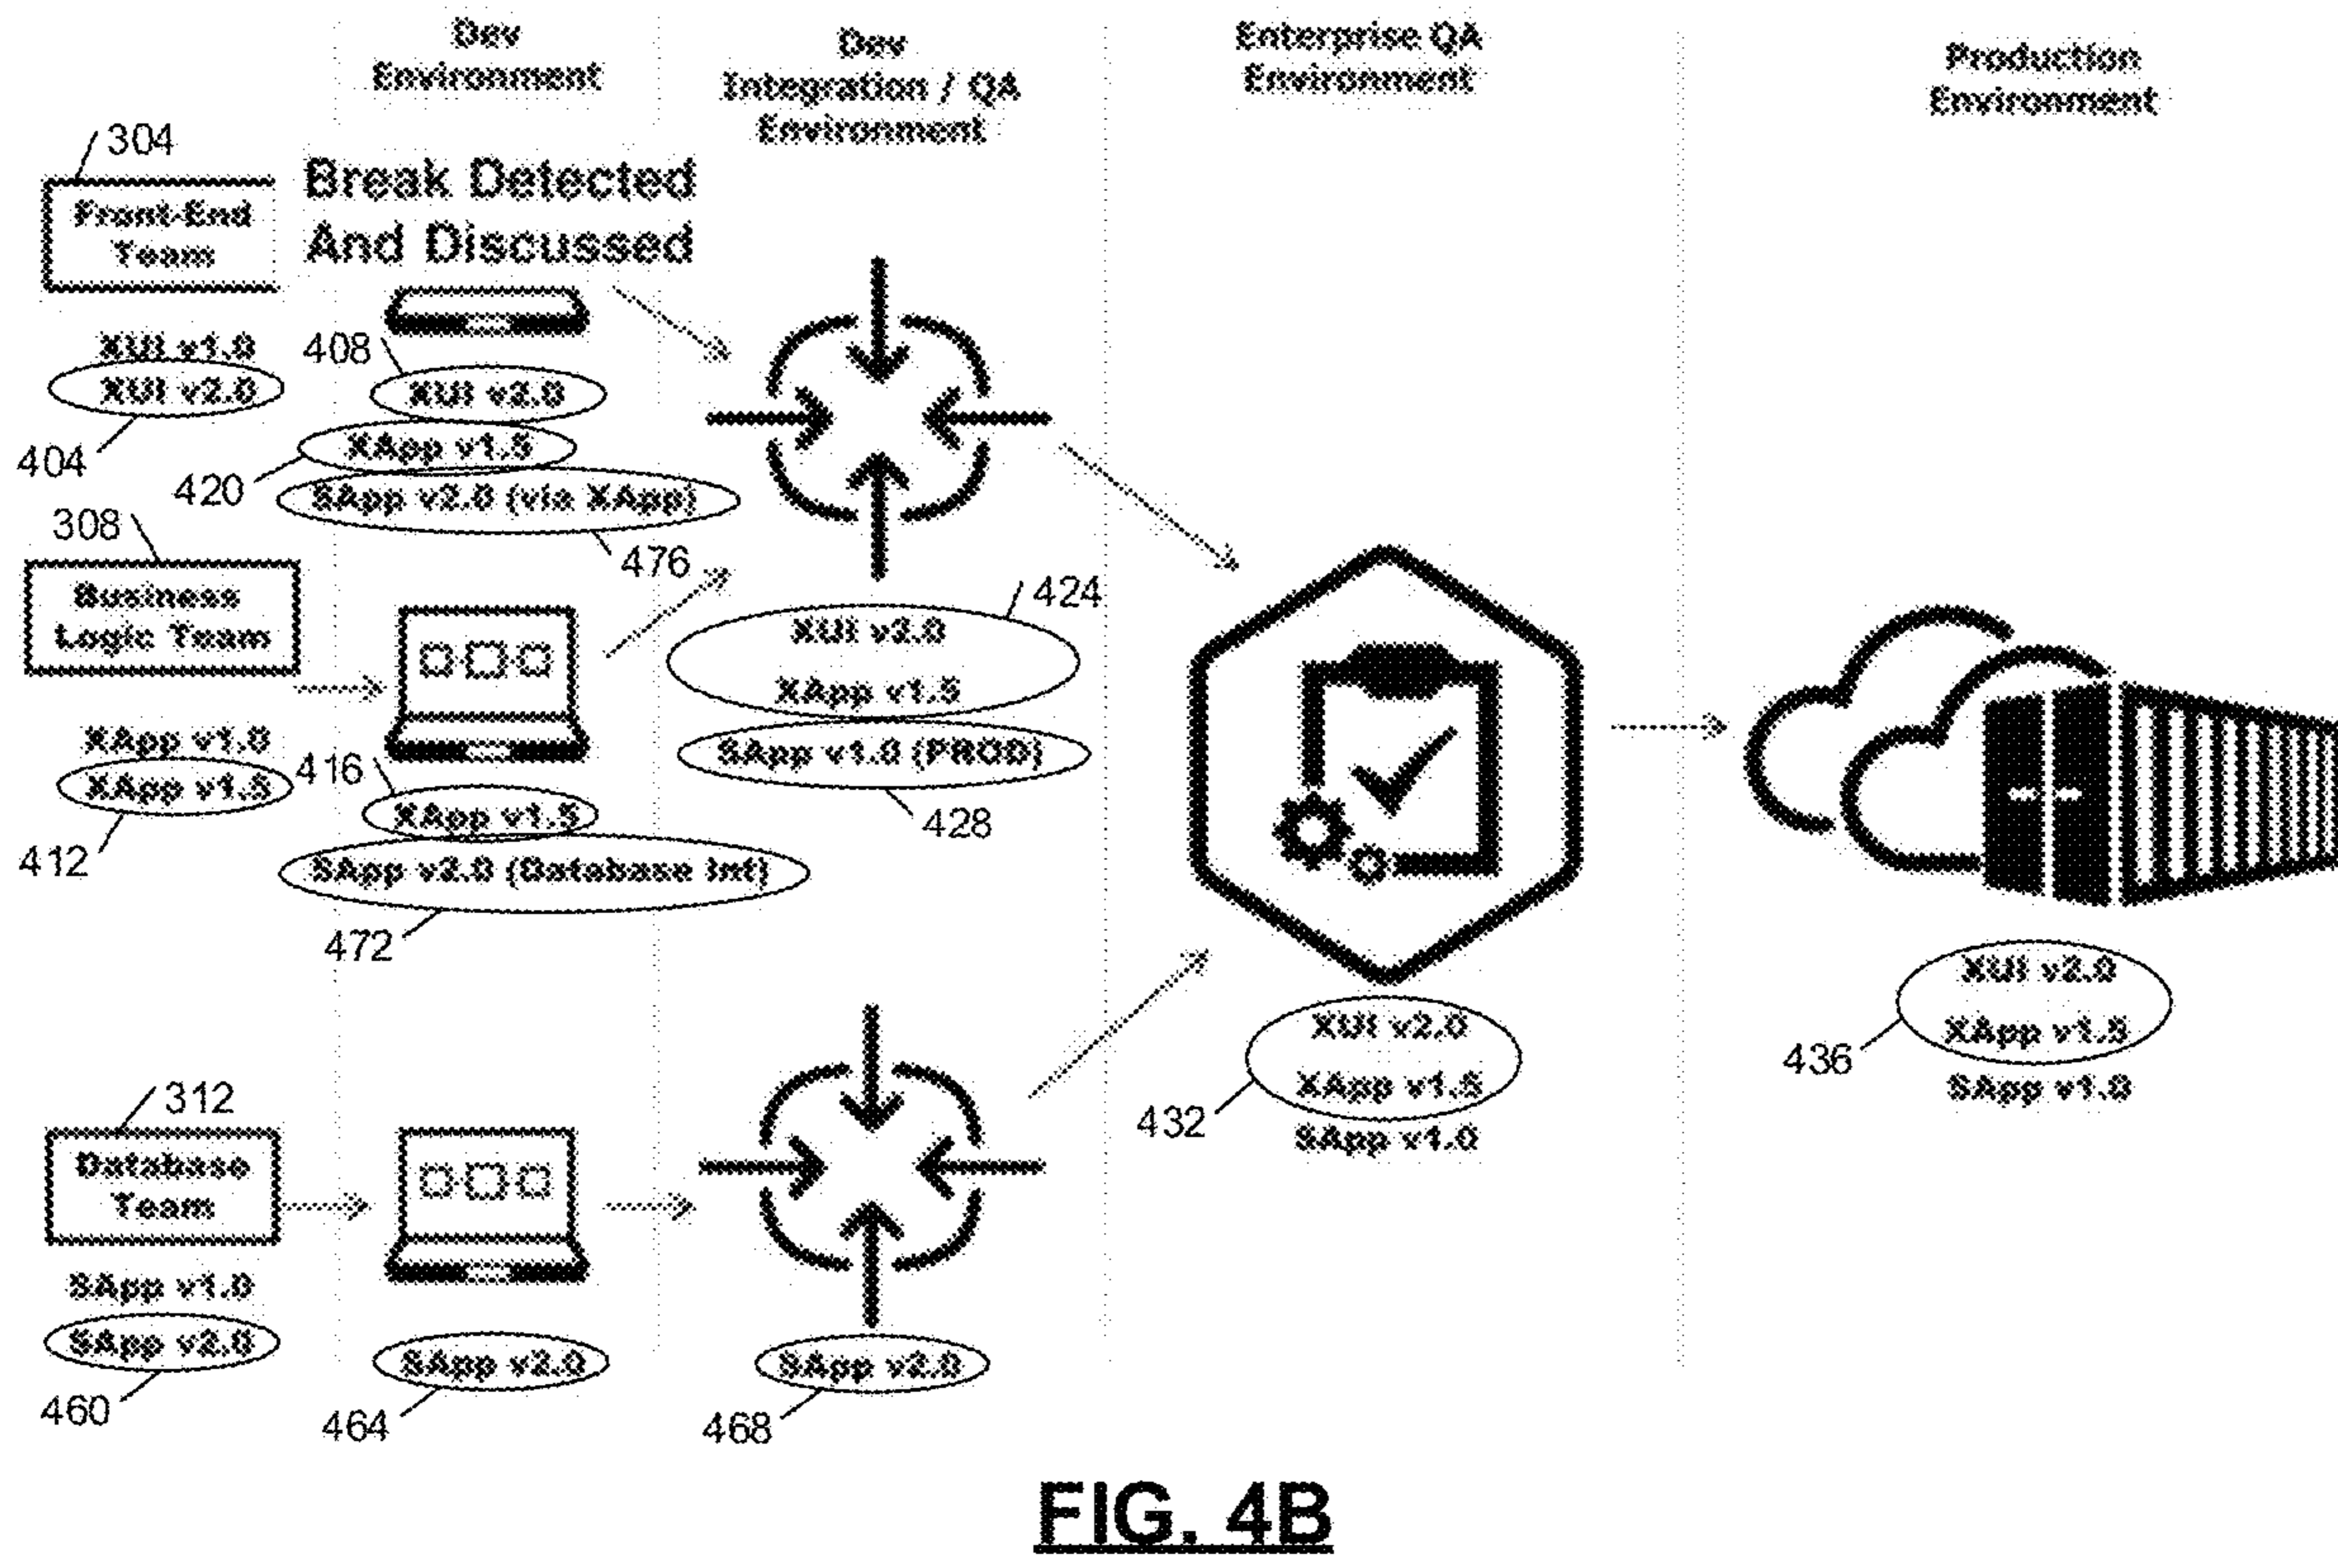 Dev
Environment
Dev
Integration / QA
Environment
Enterprise QA
Environment
Production
Environment
304
Front-End
Team
Break Detected
And Discussed
XUI v1.0
XUI v2.0
404
408
XUI v2.0
XApp v1.5
420
SApp v2.0 (via XApp)
476
308
Business
Logic Team
XApp v1.0
XApp v1.5
412
416
XApp v1.5
SApp v2.0 (Database Int)
472
424
XUI v2.0
XApp v1.5
SApp v1.0 (PROD)
428
XUI v2.0
XApp v1.5
432
SApp v1.0
XUI v2.0
XApp v1.5
436
SApp v1.0
312
Database
Team
SApp v1.0
SApp v2.0
460
SApp v2.0
464
SApp v2.0
468
FIG. 4B